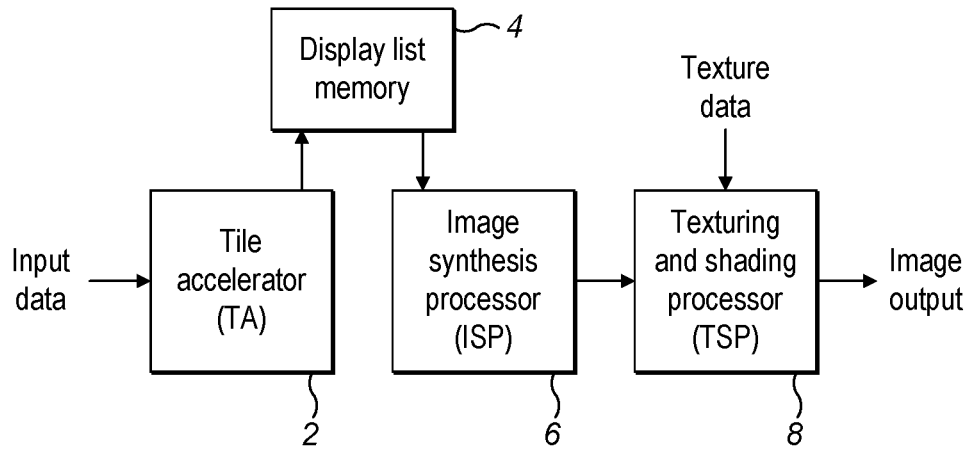 4
Display list
memory
Texture
data
Input
data
Tile
accelerator
(TA)
Image
synthesis
processor
(ISP)
Texturing
and shading
processor
(TSP)
Image
output
2
6
8